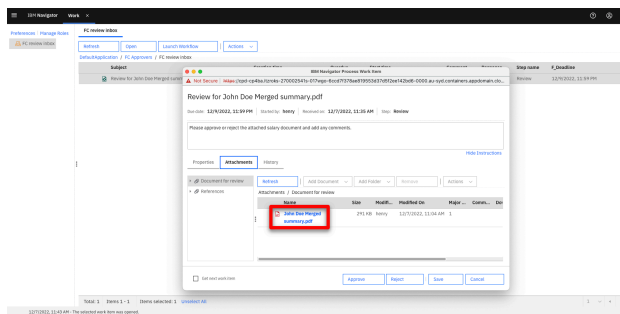 IBM Navigator Work ×
Preferences | Manage Roles
FC review inbox
FC review inbox
Refresh Open Launch Workflow Actions
DefaultApplication / FC Approvers / FC review inbox
Subject Step name F_Deadline
Review for John Doe Merged summ Review 12/9/2022, 11:59 PM
IBM Navigator Process Work Item
Not Secure
Review for John Doe Merged summary.pdf
Due date: 12/9/2022, 11:59 PM Started by: henry Received on: 12/7/2022, 11:35 AM Step: Review
Please approve or reject the attached salary document and add any comments.
Hide Instructions
Properties Attachments History
Document for review
References
Refresh Add Document Add Folder Remove Actions
Attachments / Document for review
Name Size Modifi... Modified On Major ... Comm...
John Doe Merged 291 KB henry 12/7/2022, 11:04 AM 1
summary.pdf
Get next work item
Approve Reject Save Cancel
Total: 1 Items 1 - 1 Items selected: 1 Unselect All 1
12/7/2022, 11:43 AM - The selected work item was opened.